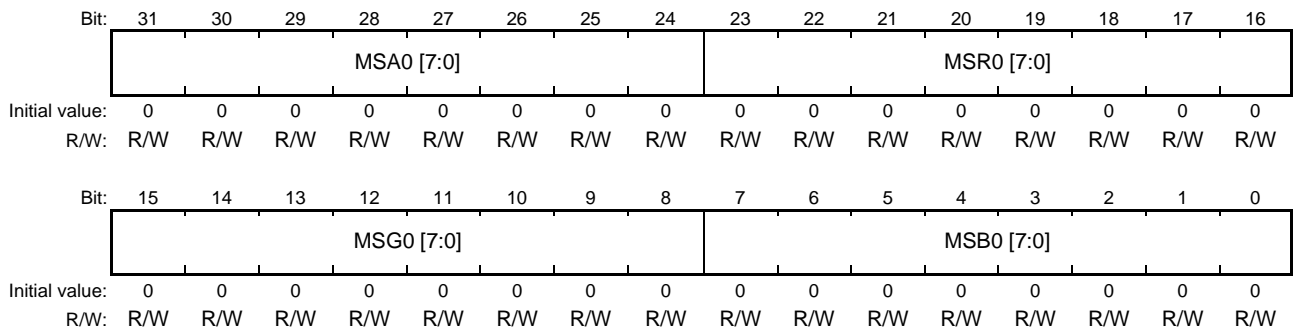 Bit: 31 30 29 28 27 26 25 24 23 22 21 20 19 18 17 16
MSA0 [7:0] MSR0 [7:0]
Initial value: 0 0 0 0 0 0 0 0 0 0 0 0 0 0 0 0
R/W: R/W R/W R/W R/W R/W R/W R/W R/W R/W R/W R/W R/W R/W R/W R/W R/W
Bit: 15 14 13 12 11 10 9 8 7 6 5 4 3 2 1 0
MSG0 [7:0] MSB0 [7:0]
Initial value: 0 0 0 0 0 0 0 0 0 0 0 0 0 0 0 0
R/W: R/W R/W R/W R/W R/W R/W R/W R/W R/W R/W R/W R/W R/W R/W R/W R/W